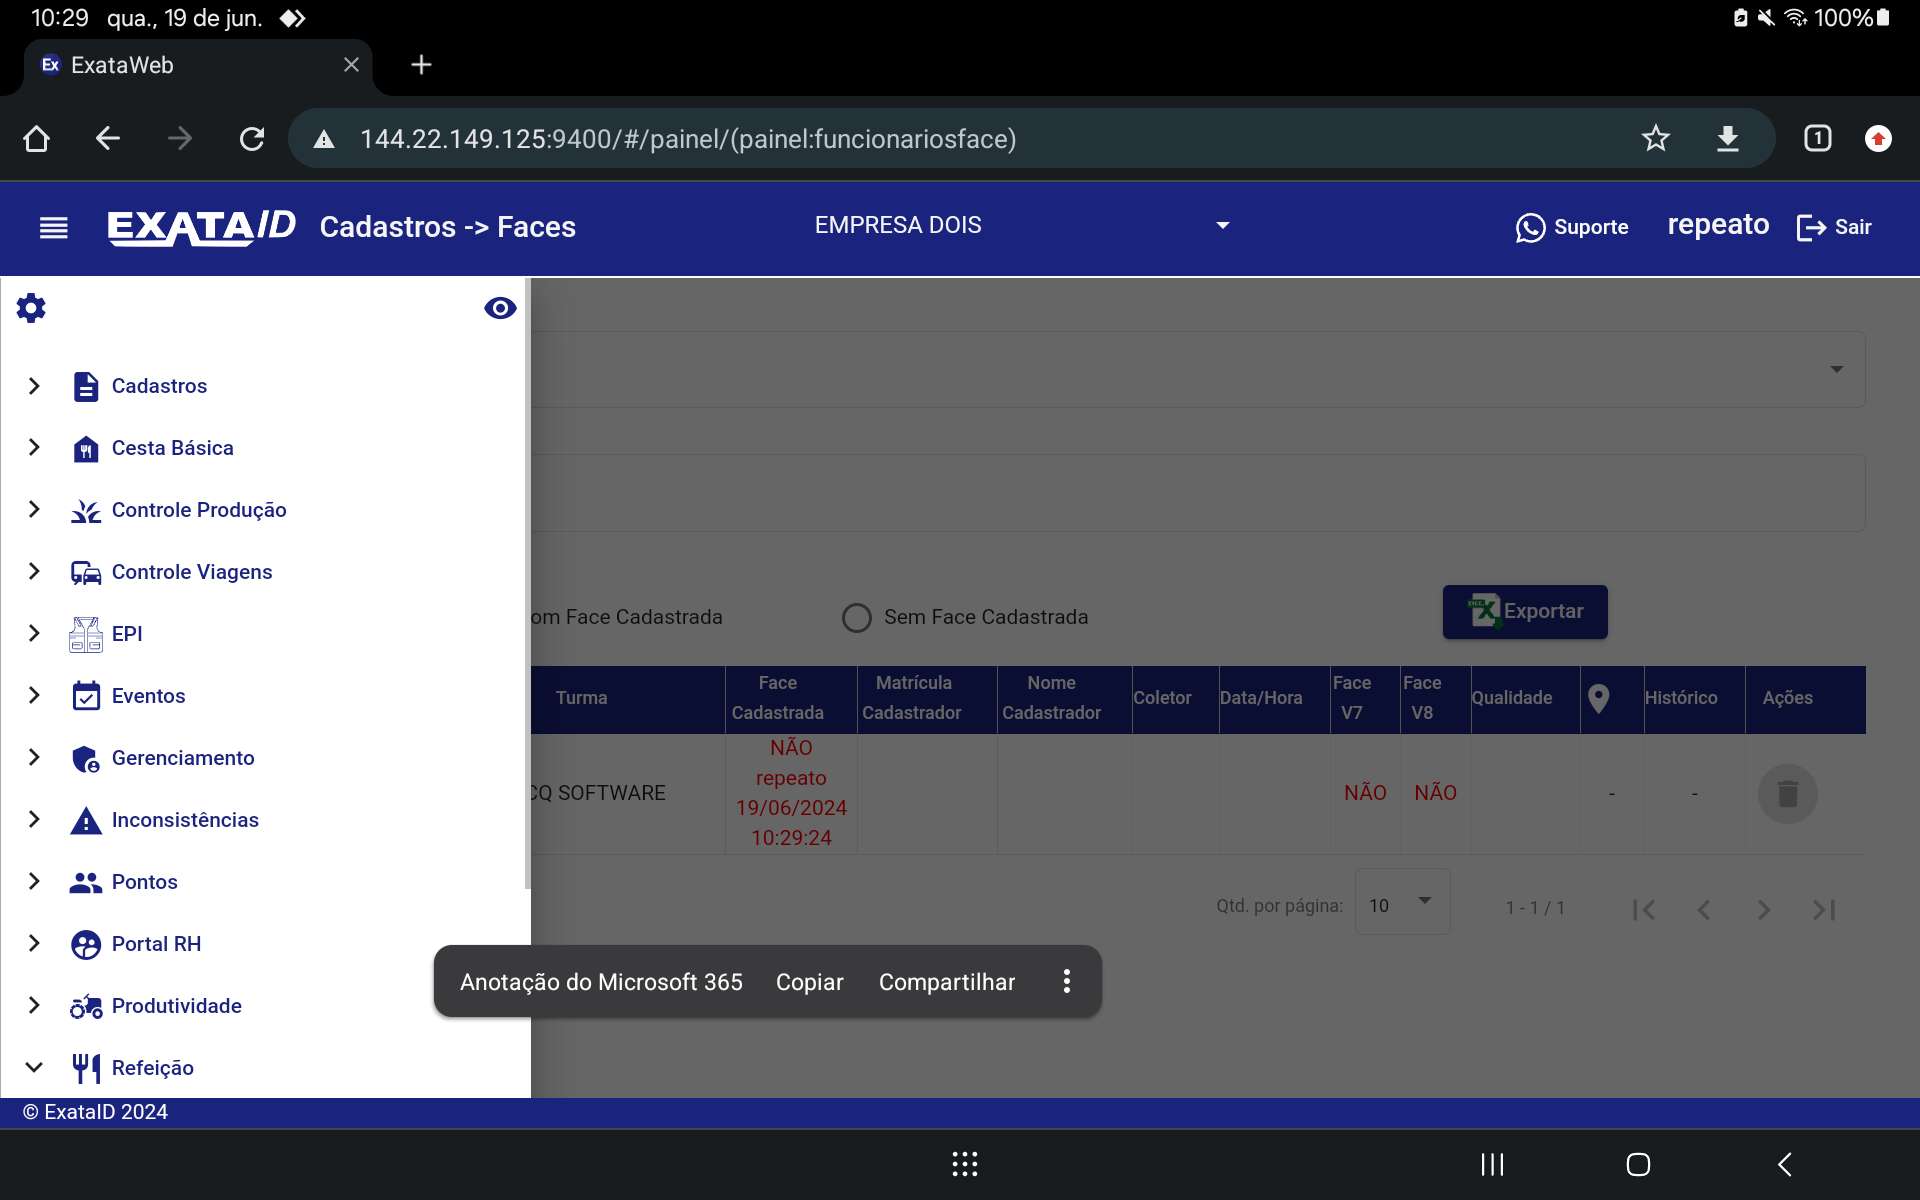 10:29 qua., 19 de jun. 100%
Ex ExataWeb
144.22.149.125:9400/#/painel/(painel:funcionariosface) 1
EXATAID Cadastros -> Faces EMPRESA DOIS Suporte repeato Sair
Cadastros
Cesta Básica
Controle Produção
Controle Viagens
EPI
Eventos
Gerenciamento
Inconsistências
Pontos
Portal RH
Produtividade
Refeição
om Face Cadastrada Sem Face Cadastrada Exportar
Turma Face Cadastrada Matrícula Cadastrador Nome Cadastrador Coletor Data/Hora Face V7 Face V8 Qualidade Histórico Ações
CQ SOFTWARE NÃO NÃO NÃO - -
repeato
19/06/2024
10:29:24
Qtd. por página: 10 1 - 1 / 1
Anotação do Microsoft 365 Copiar Compartilhar
© ExataID 2024